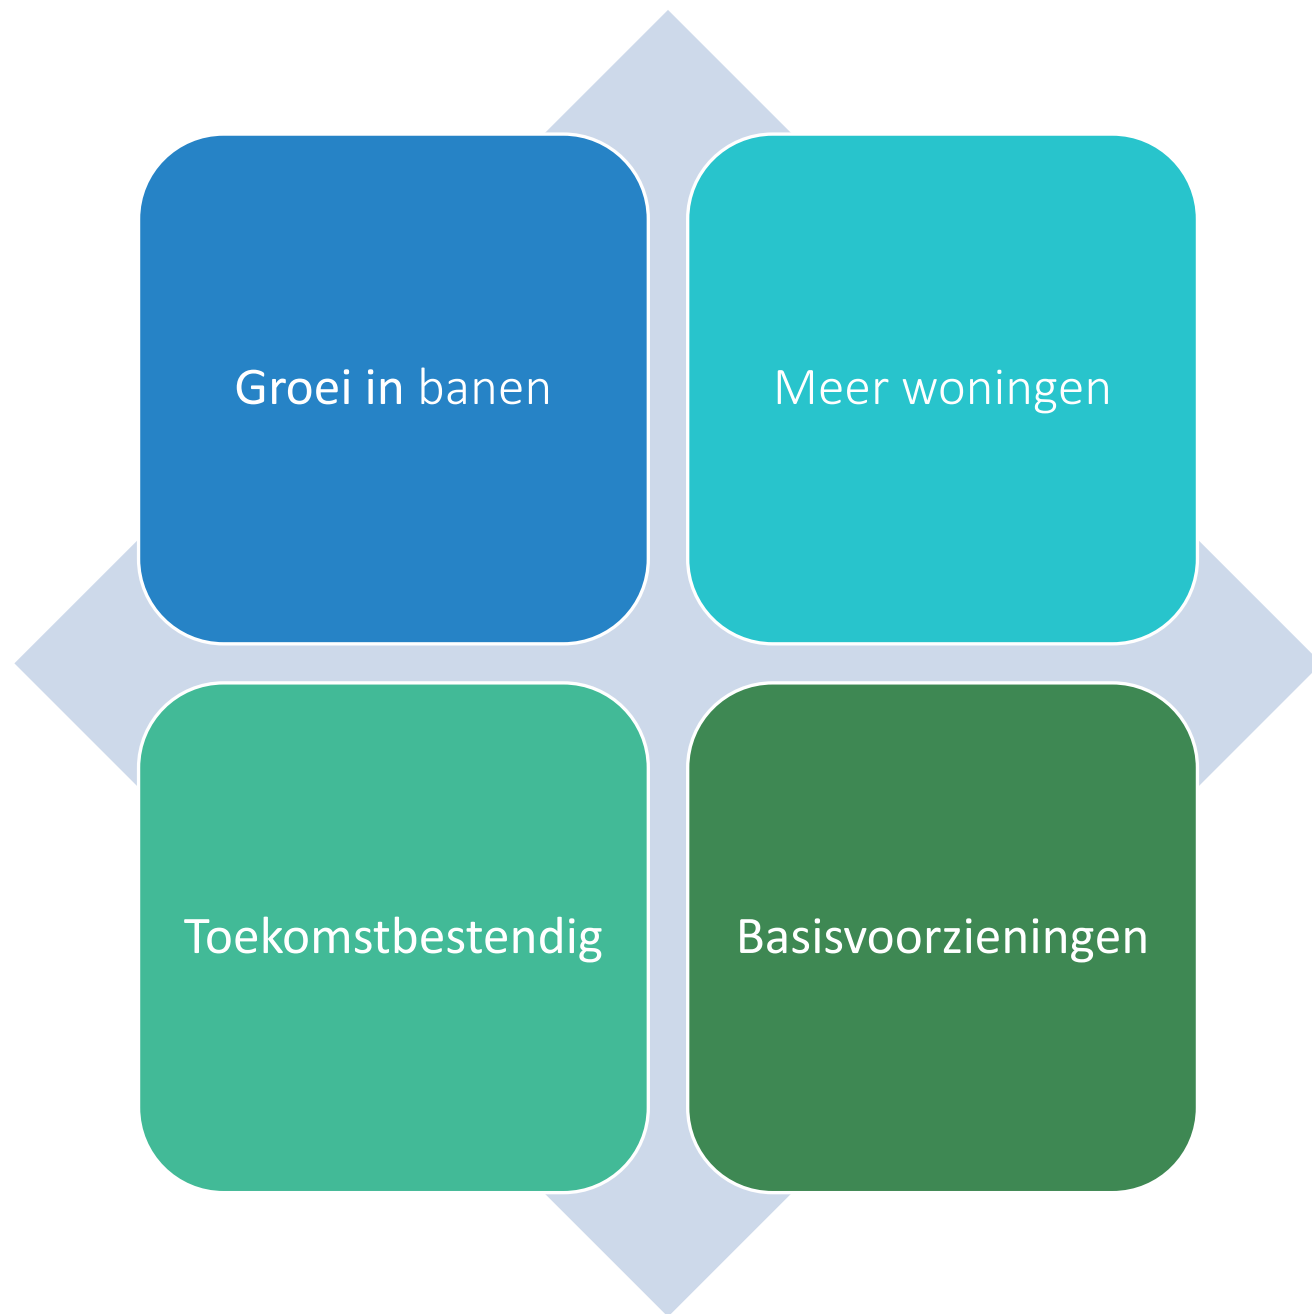 Groei in banen
Meer woningen
Toekomstbestendig
Basisvoorzieningen